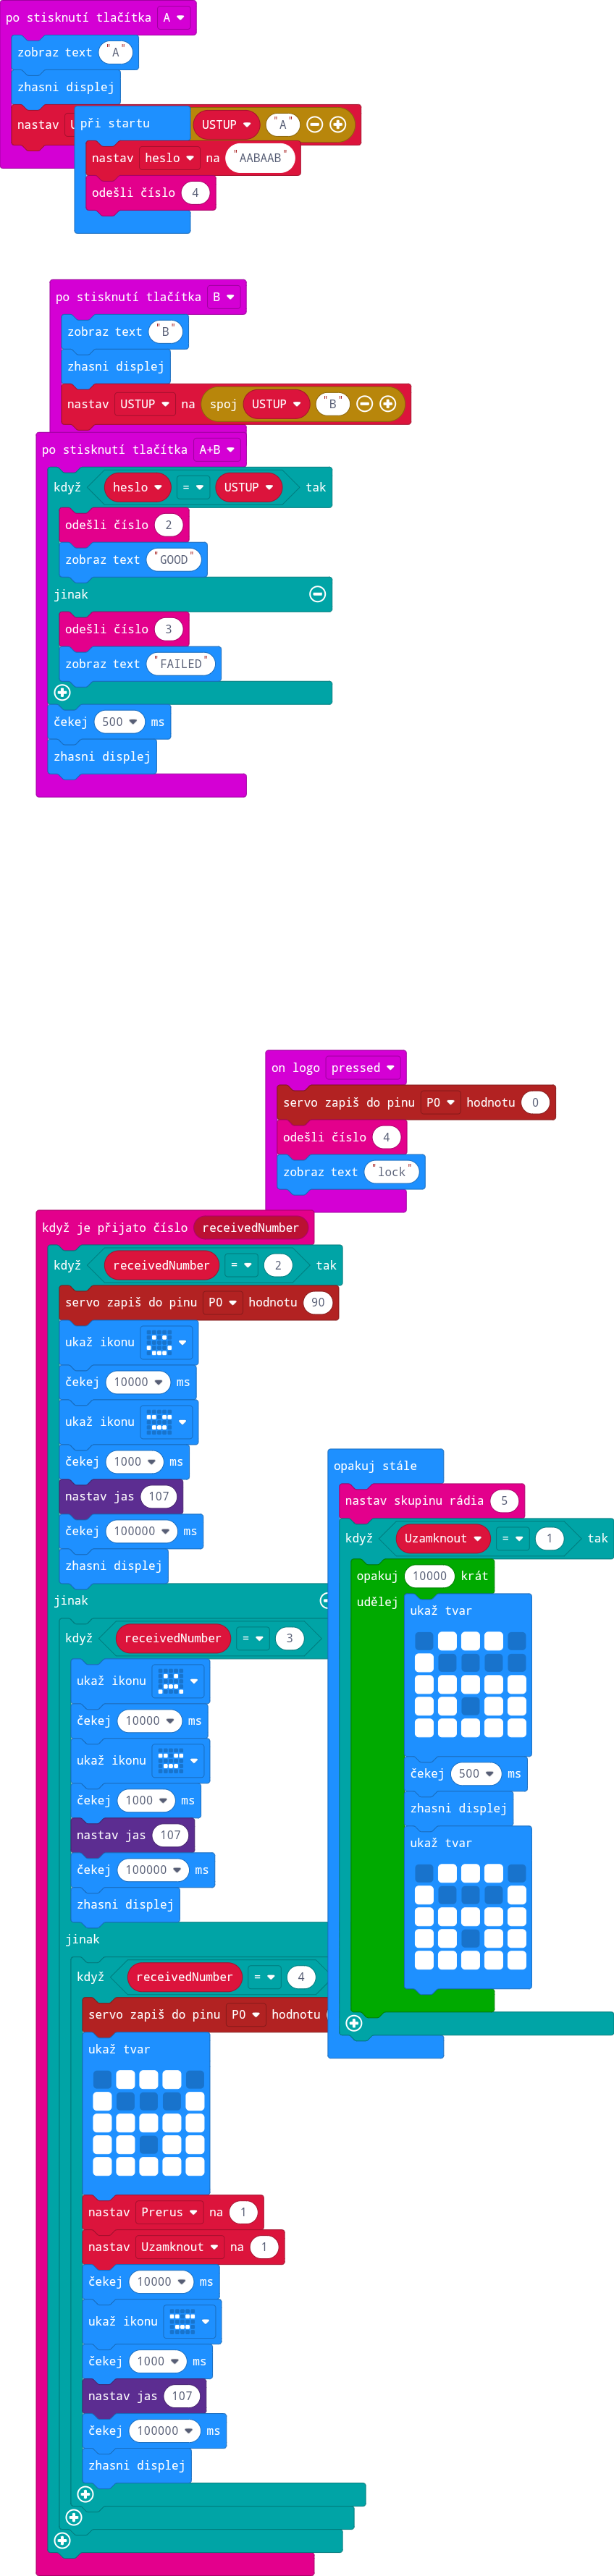 po stisknutí tlačítka A
zobraz text "A"
zhasni displej
nastav USTUP "A"
při startu
nastav heslo na "AABAAB"
odešli číslo 4
po stisknutí tlačítka B
zobraz text "B"
zhasni displej
nastav USTUP na spoj USTUP "B"
po stisknutí tlačítka A+B
když heslo = USTUP tak
odešli číslo 2
zobraz text "GOOD"
jinak
odešli číslo 3
zobraz text "FAILED"
čekej 500 ms
zhasni displej
on logo pressed
servo zapiš do pinu P0 hodnotu 0
odešli číslo 4
zobraz text "lock"
když je přijato číslo receivedNumber
když receivedNumber = 2 tak
servo zapiš do pinu P0 hodnotu 90
ukaž ikonu
čekej 10000 ms
ukaž ikonu
čekej 1000 ms
nastav jas 107
čekej 100000 ms
zhasni displej
jinak
když receivedNumber = 3
ukaž ikonu
čekej 10000 ms
ukaž ikonu
čekej 1000 ms
nastav jas 107
čekej 100000 ms
zhasni displej
jinak
když receivedNumber = 4
servo zapiš do pinu P0 hodnotu
ukaž tvar
nastav Prerus na 1
nastav Uzamknout na 1
čekej 10000 ms
ukaž ikonu
čekej 1000 ms
nastav jas 107
čekej 100000 ms
zhasni displej
opakuj stále
nastav skupinu rádia 5
když Uzamknout = 1 tak
opakuj 10000 krát
udělej
ukaž tvar
čekej 500 ms
zhasni displej
ukaž tvar